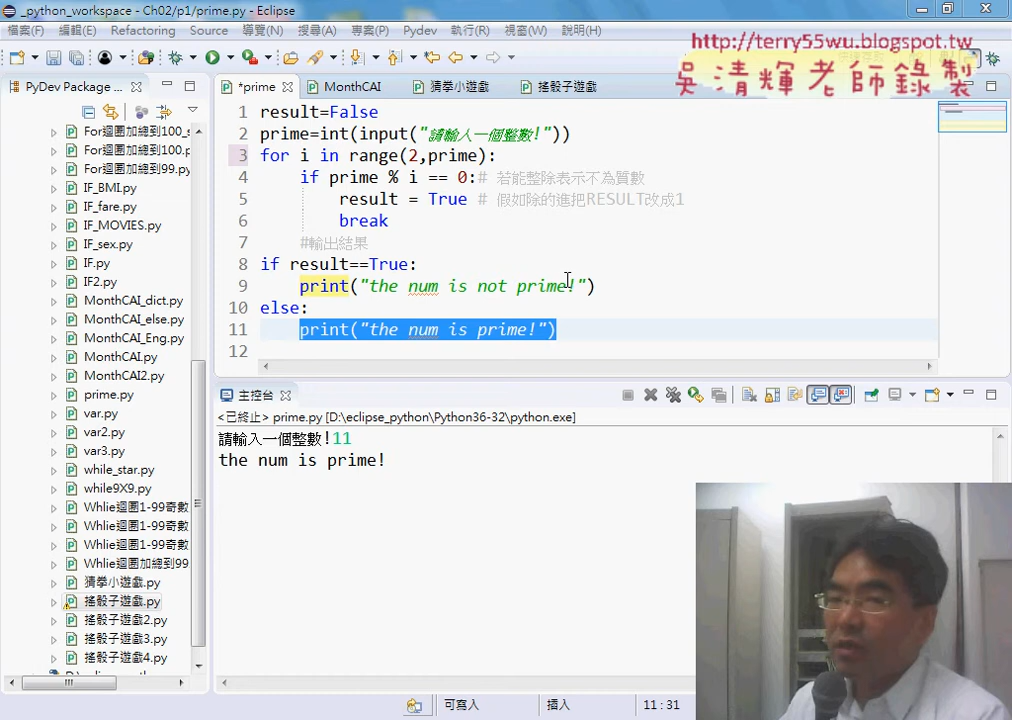 _python_workspace - Ch02/p1/prime.py - Eclipse
檔案(F) 編輯(E) Refactoring Source 導覽(N) 搜尋(A) 專案(P) Pydev 執行(R) 視窗(W) 說明(H)
http://terry55wu.blogspot.tw
吳清輝老師錄製
PyDev Package ...
*prime MonthCAI 猜拳小遊戲 搖骰子遊戲
For迴圈加總到100_s
For迴圈加總到100.p
For迴圈加總到99.py
IF_BMI.py
IF_fare.py
IF_MOVIES.py
IF_sex.py
IF.py
IF2.py
MonthCAI_dict.py
MonthCAI_else.py
MonthCAI_Eng.py
MonthCAI.py
MonthCAI2.py
prime.py
var.py
var2.py
var3.py
while_star.py
while9X9.py
Whlie迴圈1-99奇數
Whlie迴圈1-99奇數
Whlie迴圈1-99奇數
Whlie迴圈加總到99
猜拳小遊戲.py
搖骰子遊戲.py
搖骰子遊戲2.py
搖骰子遊戲3.py
搖骰子遊戲4.py
1 result=False
2 prime=int(input("請輸入一個整數!"))
3 for i in range(2,prime):
4 if prime % i == 0:# 若能整除表示不為質數
5 result = True # 假如除的進把RESULT改成1
6 break
7 #輸出結果
8 if result==True:
9 print("the num is not prime!")
10 else:
11 print("the num is prime!")
12
主控台
<已終止> prime.py [D:\eclipse_python\Python36-32\python.exe]
請輸入一個整數!11
the num is prime!
可寫入 插入 11 : 31